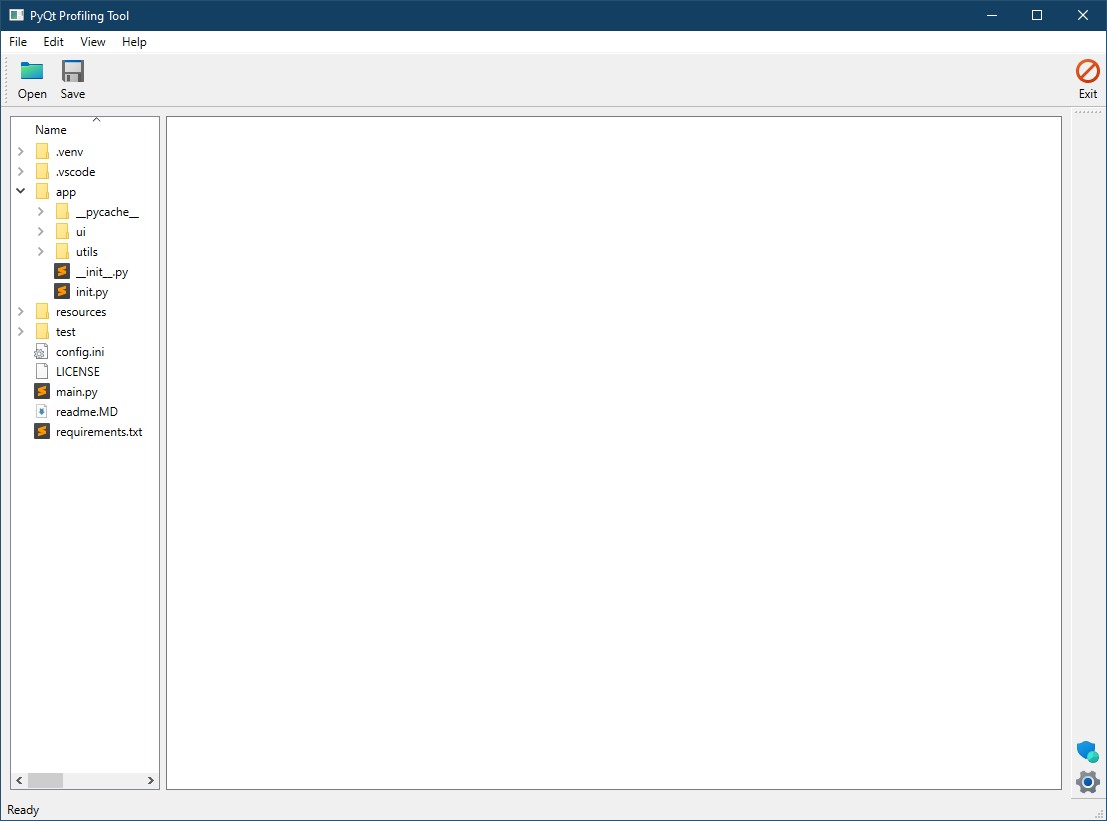 PyQt Profiling Tool
File Edit View Help
Open Save Exit
Name
.venv
.vscode
app
__pycache__
ui
utils
__init__.py
init.py
resources
test
config.ini
LICENSE
main.py
readme.MD
requirements.txt
Ready